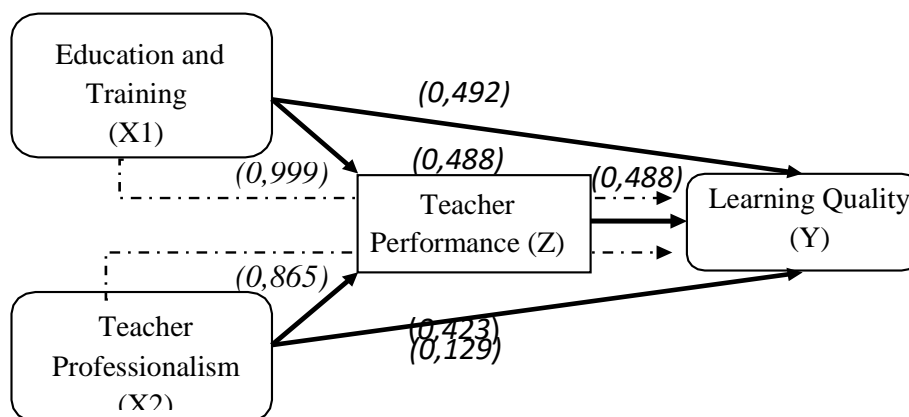 Education and
Training
(X1)
(0,492)
(0,999)
(0,488)
(0,488)
Teacher
Performance (Z)
Learning Quality
(Y)
(0,865)
Teacher
Professionalism
(X2)
(0,423)
(0,129)